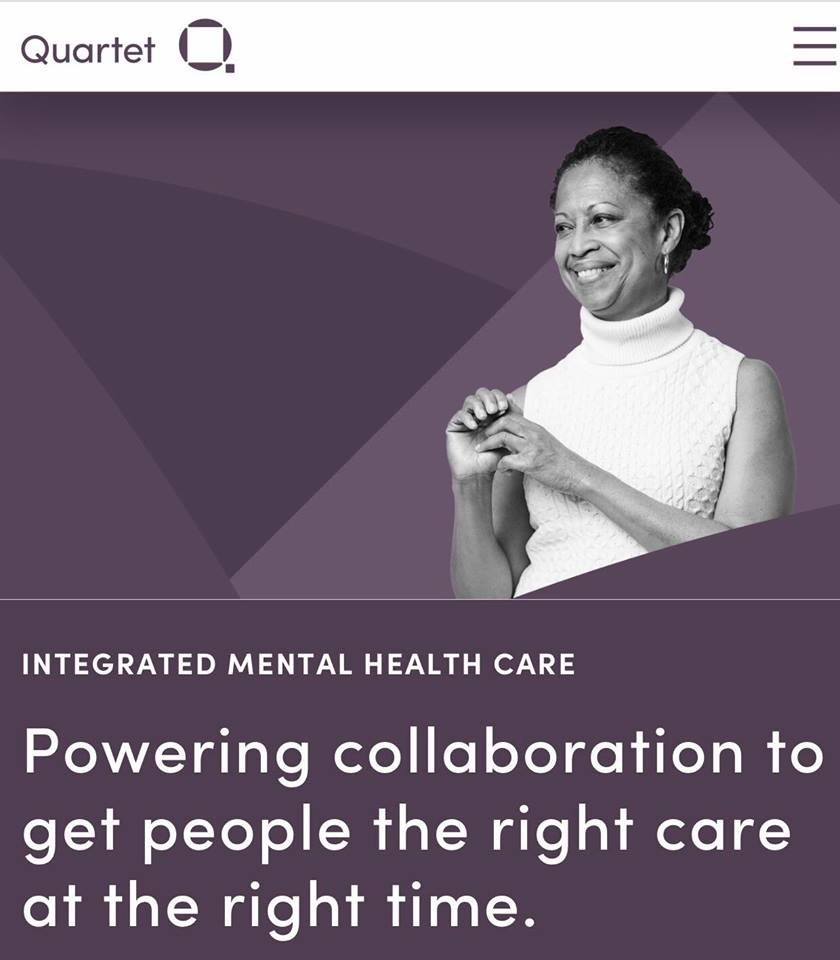 Quartet
INTEGRATED MENTAL HEALTH CARE
Powering collaboration to
get people the right care
at the right time.